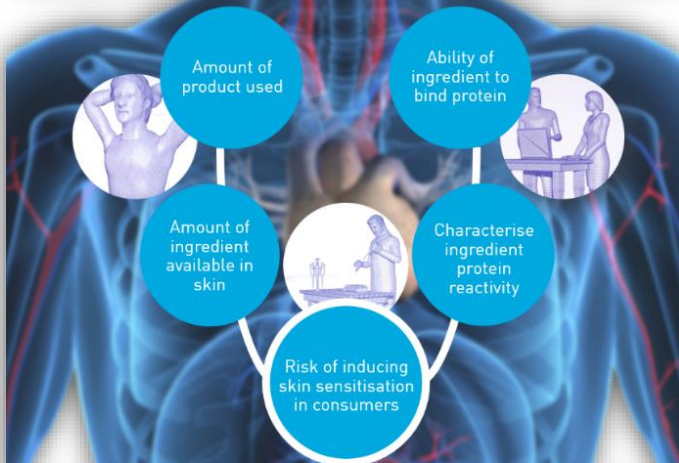 Amount of
product used
Ability of
ingredient to
bind protein
Amount of
ingredient
available in
skin
Characterise
ingredient
protein
reactivity
Risk of inducing
skin sensitisation
in consumers